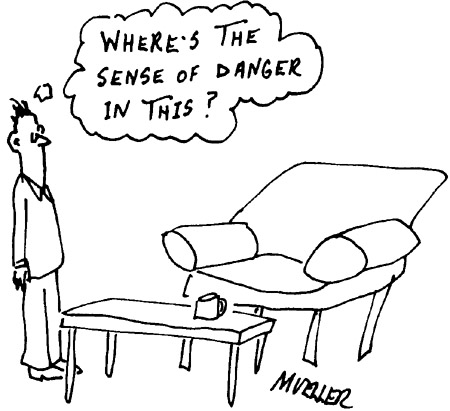 WHERE'S THE
SENSE OF DANGER
IN THIS?
MUELLER